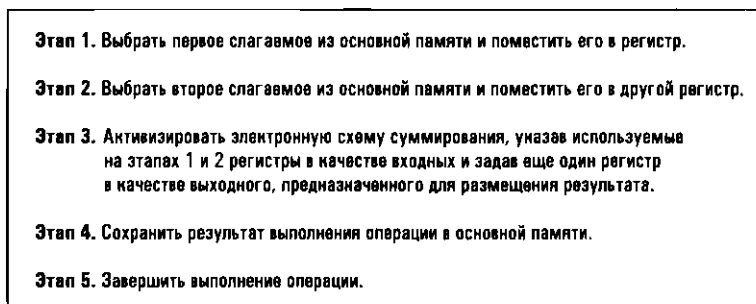 Этап 1. Выбрать первое слагаемое из основной памяти и поместить его в регистр.
Этап 2. Выбрать второе слагаемое из основной памяти и поместить его в другой регистр.
Этап 3. Активизировать электронную схему суммирования, указав используемые
на этапах 1 и 2 регистры в качестве входных и задав еще один регистр
в качестве выходного, предназначенного для размещения результата.
Этап 4. Сохранить результат выполнения операции в основной памяти.
Этап 5. Завершить выполнение операции.